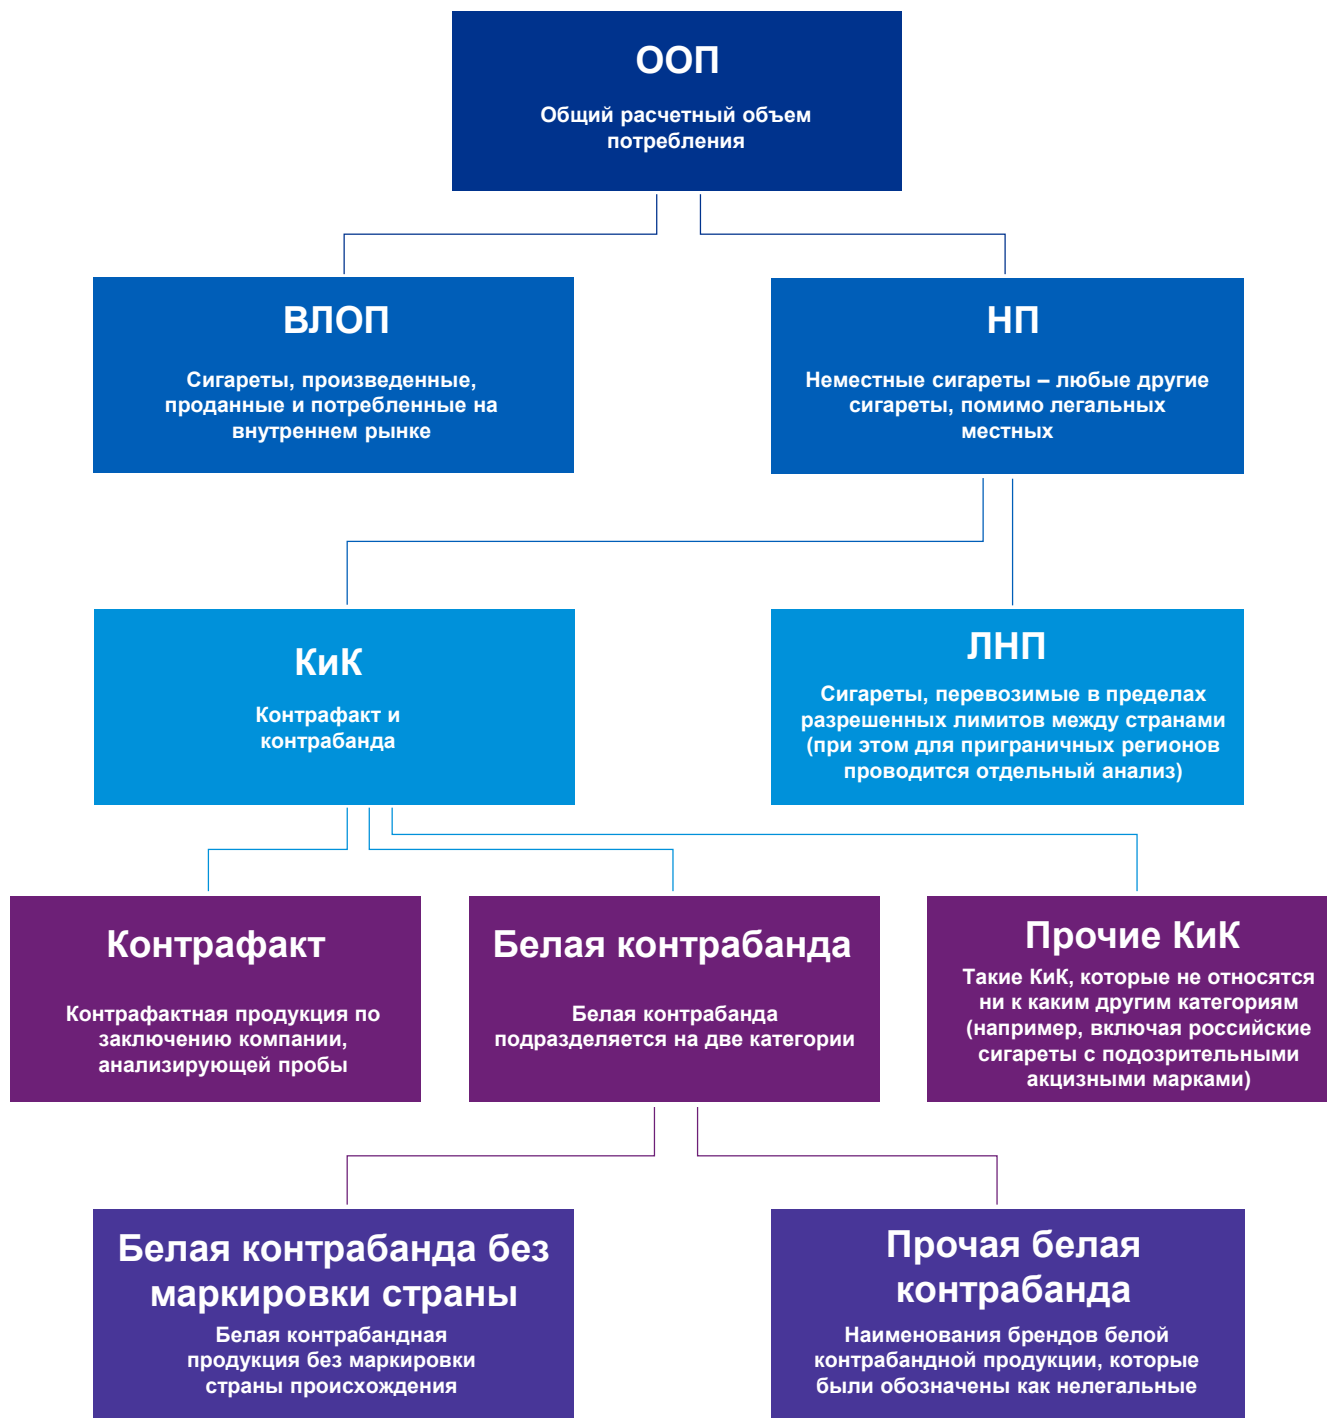 ООП
Общий расчетный объем
потребления
ВЛОП
Сигареты, произведенные,
проданные и потребленные на
внутреннем рынке
НП
Неместные сигареты – любые другие
сигареты, помимо легальных
местных
КиК
Контрафакт и
контрабанда
ЛНП
Сигареты, перевозимые в пределах
разрешенных лимитов между странами
(при этом для приграничных регионов
проводится отдельный анализ)
Контрафакт
Контрафактная продукция по
заключению компании,
анализирующей пробы
Белая контрабанда
Белая контрабанда
подразделяется на две категории
Прочие КиК
Такие КиК, которые не относятся
ни к каким другим категориям
(например, включая российские
сигареты с подозрительными
акцизными марками)
Белая контрабанда без
маркировки страны
Белая контрабандная
продукция без маркировки
страны происхождения
Прочая белая
контрабанда
Наименования брендов белой
контрабандной продукции, которые
были обозначены как нелегальные